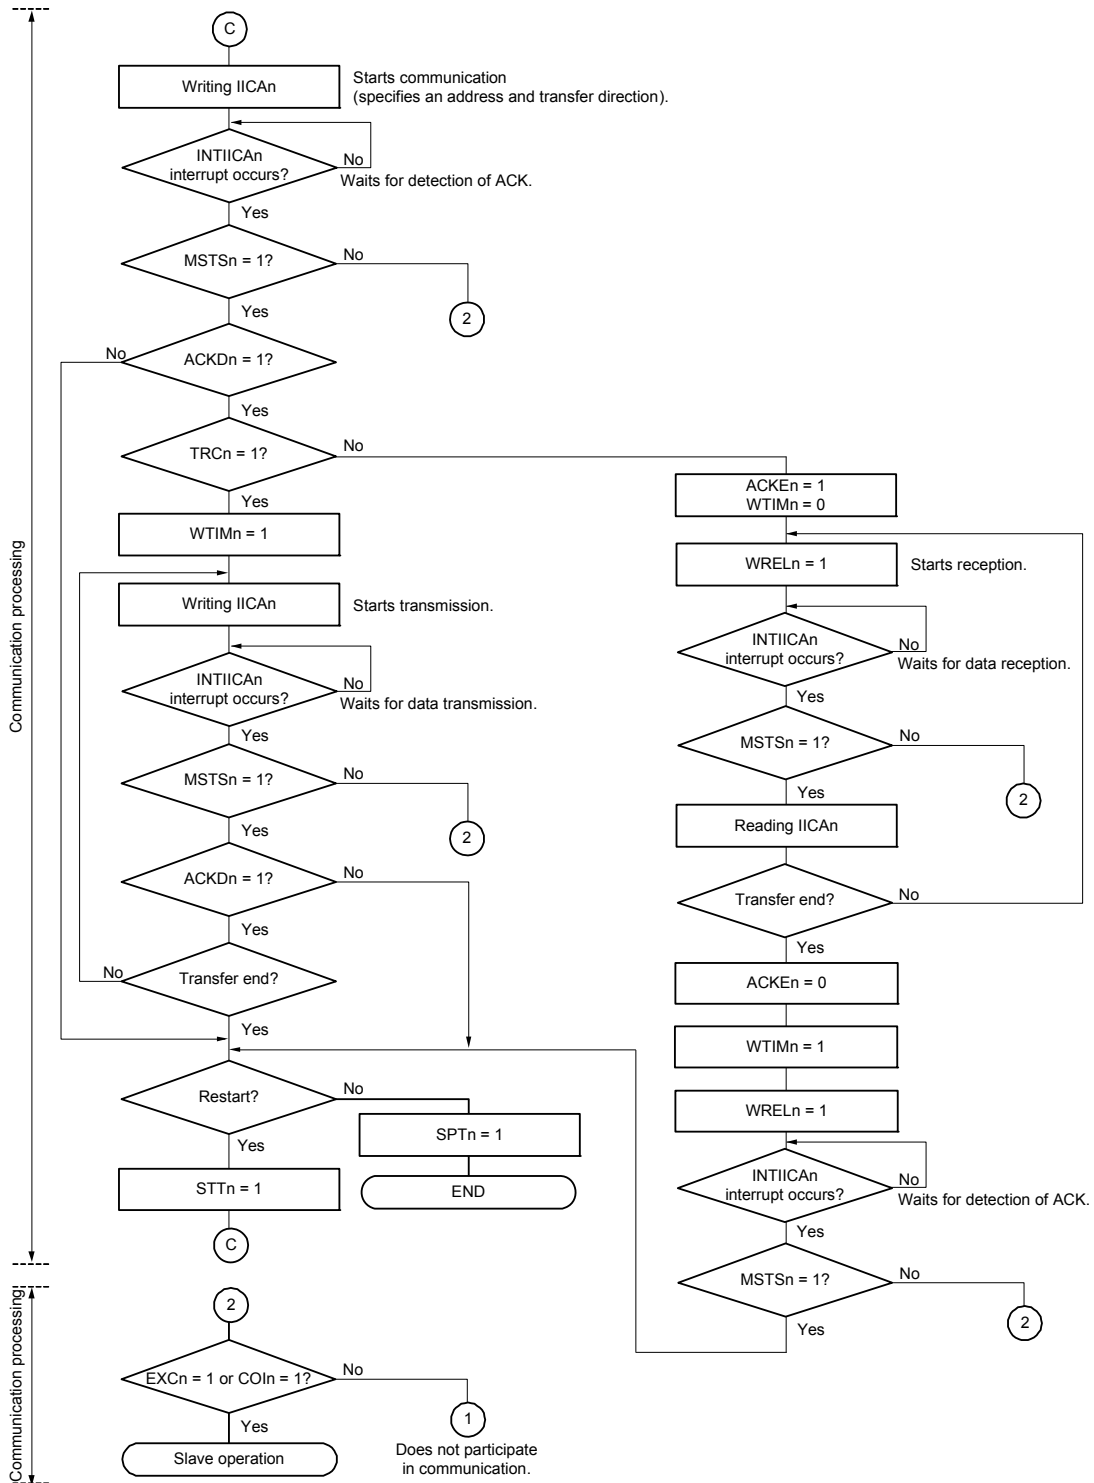 C
Writing IICAn
Starts communication
(specifies an address and transfer direction).
INTIICAn
interrupt occurs?
No
Waits for detection of ACK.
Yes
MSTSn = 1?
No
2
Yes
ACKDn = 1?
No
Yes
TRCn = 1?
No
Yes
WTIMn = 1
Writing IICAn
Starts transmission.
INTIICAn
interrupt occurs?
No
Waits for data transmission.
Yes
MSTSn = 1?
No
2
Yes
ACKDn = 1?
No
Yes
Transfer end?
No
Yes
Restart?
No
SPTn = 1
END
Yes
STTn = 1
C
ACKEn = 1
WTIMn = 0
WRELn = 1
Starts reception.
INTIICAn
interrupt occurs?
No
Waits for data reception.
Yes
MSTSn = 1?
No
2
Yes
Reading IICAn
Transfer end?
No
Yes
ACKEn = 0
WTIMn = 1
WRELn = 1
INTIICAn
interrupt occurs?
No
Waits for detection of ACK.
Yes
MSTSn = 1?
No
2
Yes
Communication processing
2
EXCn = 1 or COIn = 1?
No
1
Does not participate
in communication.
Yes
Slave operation
Communication processing